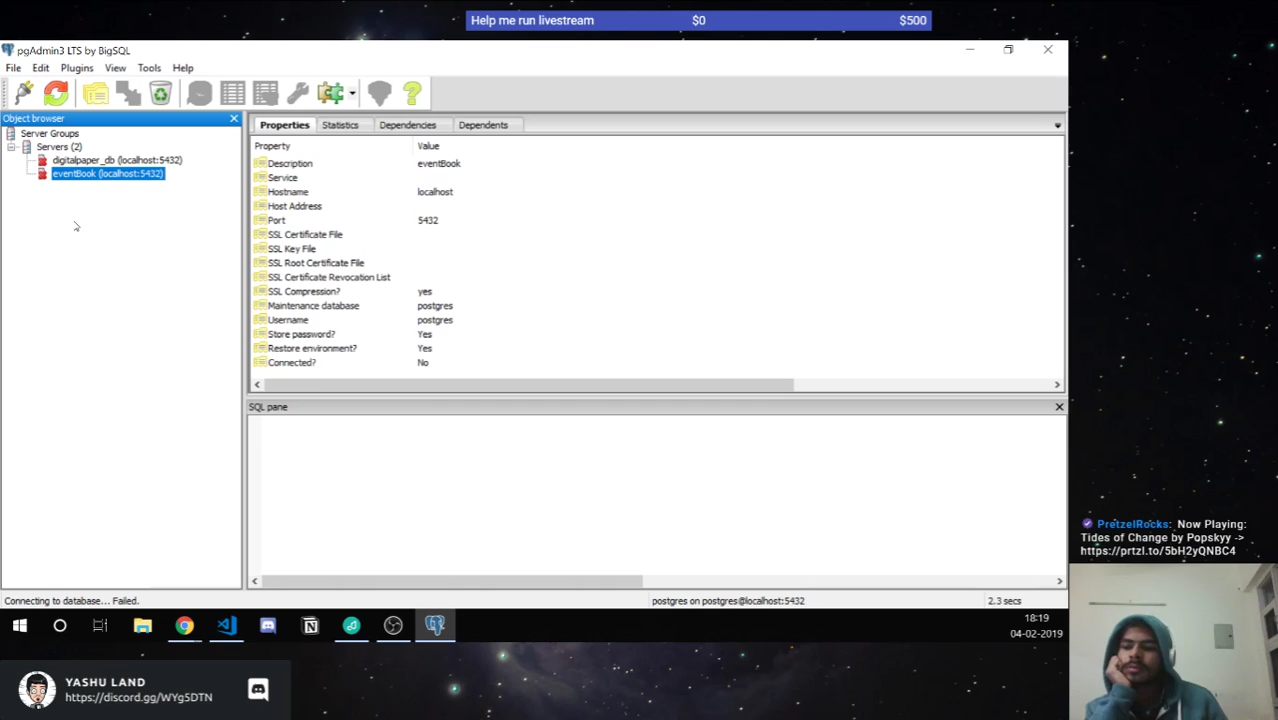 Help me run livestream $0 $500
pgAdmin3 LTS by BigSQL
File Edit Plugins View Tools Help
Object browser
Server Groups
Servers (2)
digitalpaper_db (localhost:5432)
eventBook (localhost:5432)
Properties Statistics Dependencies Dependents
Property Value
Description eventBook
Service
Hostname localhost
Host Address
Port 5432
SSL Certificate File
SSL Key File
SSL Root Certificate File
SSL Certificate Revocation List
SSL Compression? yes
Maintenance database postgres
Username postgres
Store password? Yes
Restore environment? Yes
Connected? No
SQL pane
Connecting to database... Failed. postgres on postgres@localhost:5432 2.3 secs
18:19
04-02-2019
PretzelRocks: Now Playing:
Tides of Change by Popskyy ->
https://prtzl.to/5bH2yQNBC4
YASHU LAND
https://discord.gg/WYg5DTN